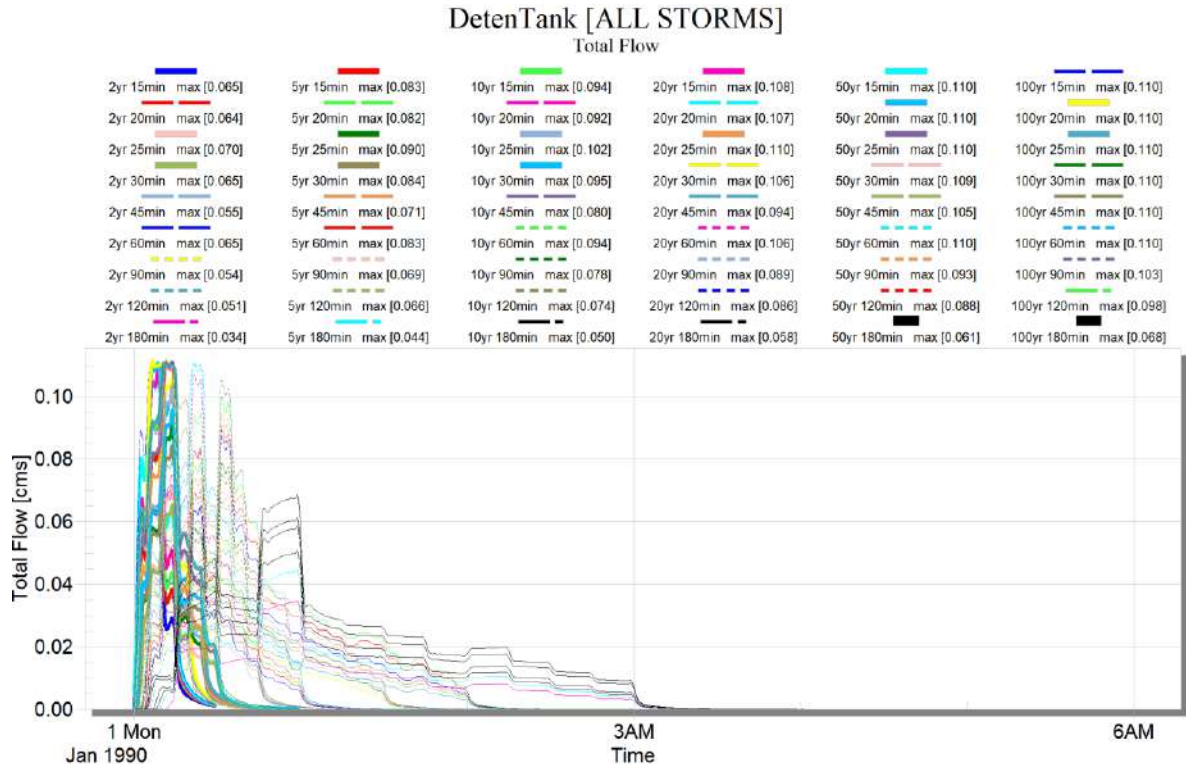 DetenTank [ALL STORMS]
Total Flow
2yr 15min max [0.065] 5yr 15min max [0.083] 10yr 15min max [0.094] 20yr 15min max [0.108] 50yr 15min max [0.110] 100yr 15min max [0.110]
2yr 20min max [0.064] 5yr 20min max [0.082] 10yr 20min max [0.092] 20yr 20min max [0.107] 50yr 20min max [0.110] 100yr 20min max [0.110]
2yr 25min max [0.070] 5yr 25min max [0.090] 10yr 25min max [0.102] 20yr 25min max [0.110] 50yr 25min max [0.110] 100yr 25min max [0.110]
2yr 30min max [0.065] 5yr 30min max [0.084] 10yr 30min max [0.095] 20yr 30min max [0.106] 50yr 30min max [0.109] 100yr 30min max [0.110]
2yr 45min max [0.055] 5yr 45min max [0.071] 10yr 45min max [0.080] 20yr 45min max [0.094] 50yr 45min max [0.105] 100yr 45min max [0.110]
2yr 60min max [0.065] 5yr 60min max [0.083] 10yr 60min max [0.094] 20yr 60min max [0.106] 50yr 60min max [0.110] 100yr 60min max [0.110]
2yr 90min max [0.054] 5yr 90min max [0.069] 10yr 90min max [0.078] 20yr 90min max [0.089] 50yr 90min max [0.093] 100yr 90min max [0.103]
2yr 120min max [0.051] 5yr 120min max [0.066] 10yr 120min max [0.074] 20yr 120min max [0.086] 50yr 120min max [0.088] 100yr 120min max [0.098]
2yr 180min max [0.034] 5yr 180min max [0.044] 10yr 180min max [0.050] 20yr 180min max [0.058] 50yr 180min max [0.061] 100yr 180min max [0.068]
Total Flow [cms]
0.10
0.08
0.06
0.04
0.02
0.00
1 Mon 3AM 6AM
Jan 1990 Time